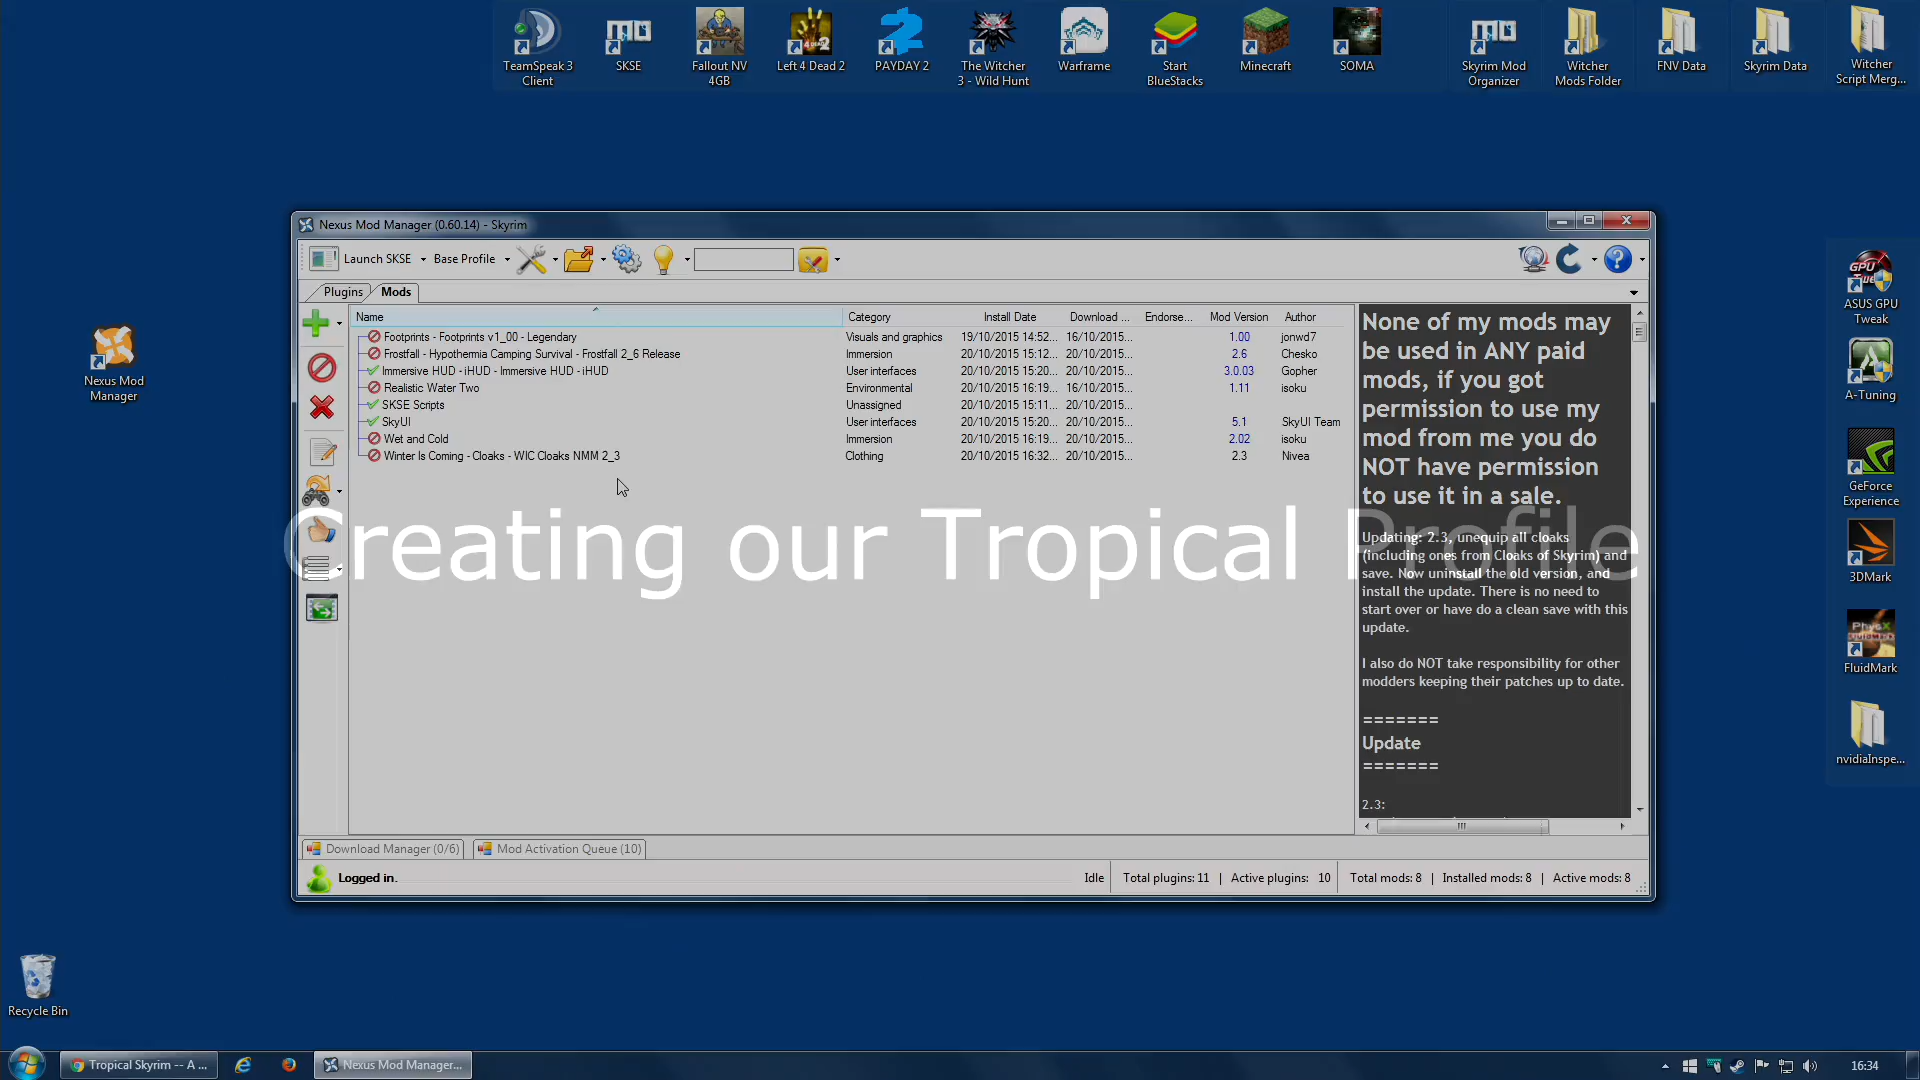 TeamSpeak 3
Client
SKSE
Fallout NV
4GB
Left 4 Dead 2
PAYDAY 2
The Witcher
3 - Wild Hunt
Warframe
Start
BlueStacks
Minecraft
SOMA
Skyrim Mod
Organizer
Witcher
Mods Folder
FNV Data
Skyrim Data
Witcher
Script Merg...
Nexus Mod
Manager
Nexus Mod Manager (0.60.14) - Skyrim
Launch SKSE
Base Profile
Plugins
Mods
Name Category Install Date Download ... Endorse... Mod Version Author
Footprints - Footprints v1_00 - Legendary Visuals and graphics 19/10/2015 14:52... 16/10/2015... 1.00 jonwd7
Frostfall - Hypothermia Camping Survival - Frostfall 2_6 Release Immersion 20/10/2015 15:12... 20/10/2015... 2.6 Chesko
Immersive HUD - iHUD - Immersive HUD - iHUD User interfaces 20/10/2015 15:20... 20/10/2015... 3.0.03 Gopher
Realistic Water Two Environmental 20/10/2015 16:19... 16/10/2015... 1.11 isoku
SKSE Scripts Unassigned 20/10/2015 15:11... 20/10/2015...
SkyUI User interfaces 20/10/2015 15:20... 20/10/2015... 5.1 SkyUI Team
Wet and Cold Immersion 20/10/2015 16:19... 20/10/2015... 2.02 isoku
Winter Is Coming - Cloaks - WIC Cloaks NMM 2_3 Clothing 20/10/2015 16:32... 20/10/2015... 2.3 Nivea
None of my mods may
be used in ANY paid
mods, if you got
permission to use my
mod from me you do
NOT have permission
to use it in a sale.
Updating: 2.3, unequip all cloaks
(including ones from Cloaks of Skyrim) and
save. Now uninstall the old version, and
install the update. There is no need to
start over or have do a clean save with this
update.
I also do NOT take responsibility for other
modders keeping their patches up to date.
=======
Update
=======
2.3:
Creating our Tropical Profile
Download Manager (0/6)
Mod Activation Queue (10)
Logged in.
Idle
Total plugins: 11 | Active plugins: 10
Total mods: 8 | Installed mods: 8 | Active mods: 8
GPU
Tweak
ASUS GPU
Tweak
A-Tuning
GeForce
Experience
3DMark
PhysX
FluidMark
FluidMark
nvidiaInspe...
Recycle Bin
Tropical Skyrim -- A ...
Nexus Mod Manager...
16:34